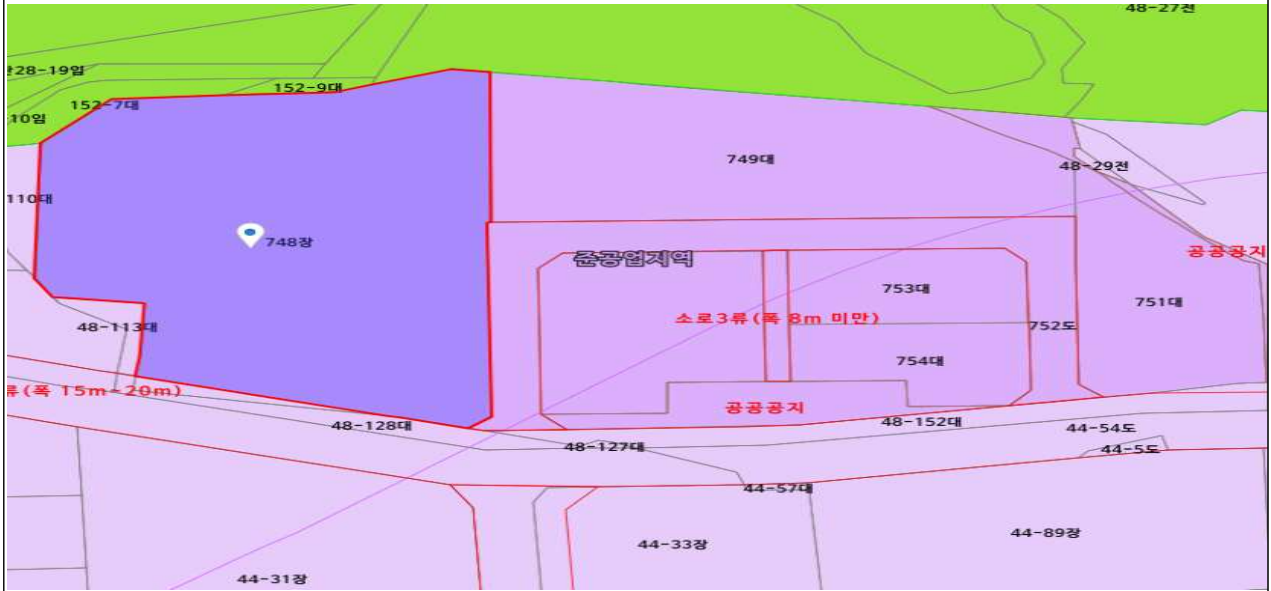 48-27전
28-19임
152-9대
152-7대
10임
749대
48-29전
110대
748장
준공업지역
공공공지
753대
751대
소로3류(폭 8m 미만)
752도
48-113대
754대
류(폭 15m~20m)
공공공지
48-128대
48-152대
44-54도
48-127대
44-5도
44-57대
44-33장
44-89장
44-31장